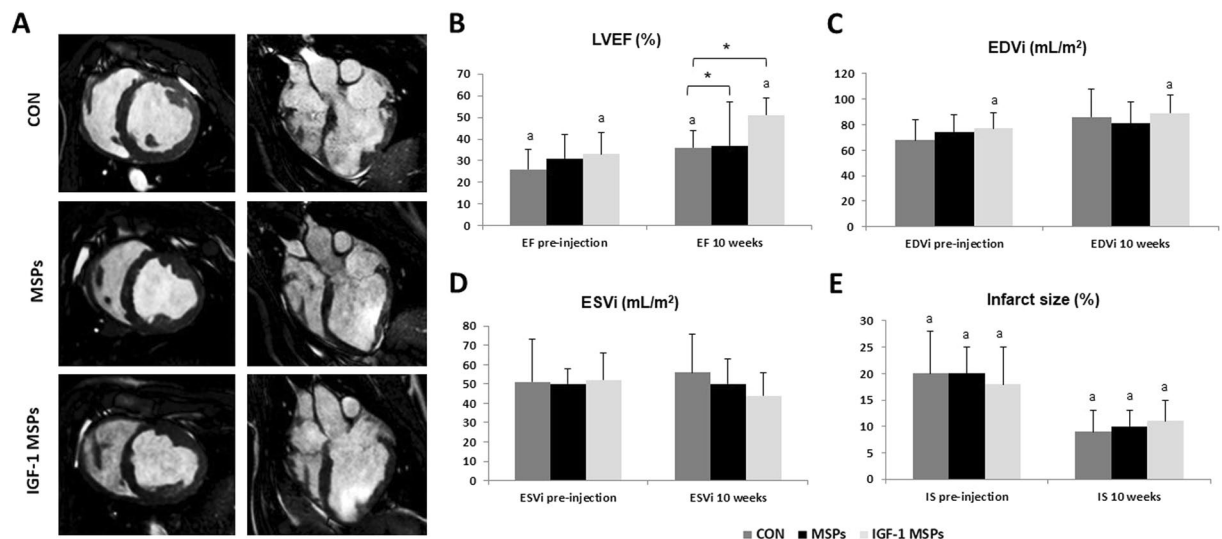 A
CON
MSPs
IGF-1 MSPs
B
LVEF (%)
70
60
50
40
30
20
10
0
a
a
a
a
*
*
EF pre-injection
EF 10 weeks
C
EDVi (mL/m²)
120
100
80
60
40
20
0
a
a
EDVi pre-injection
EDVi 10 weeks
D
ESVi (mL/m²)
80
70
60
50
40
30
20
10
0
ESVi pre-injection
ESVi 10 weeks
E
Infarct size (%)
30
25
20
15
10
5
0
a
a
a
a
a
a
IS pre-injection
IS 10 weeks
CON MSPs IGF-1 MSPs